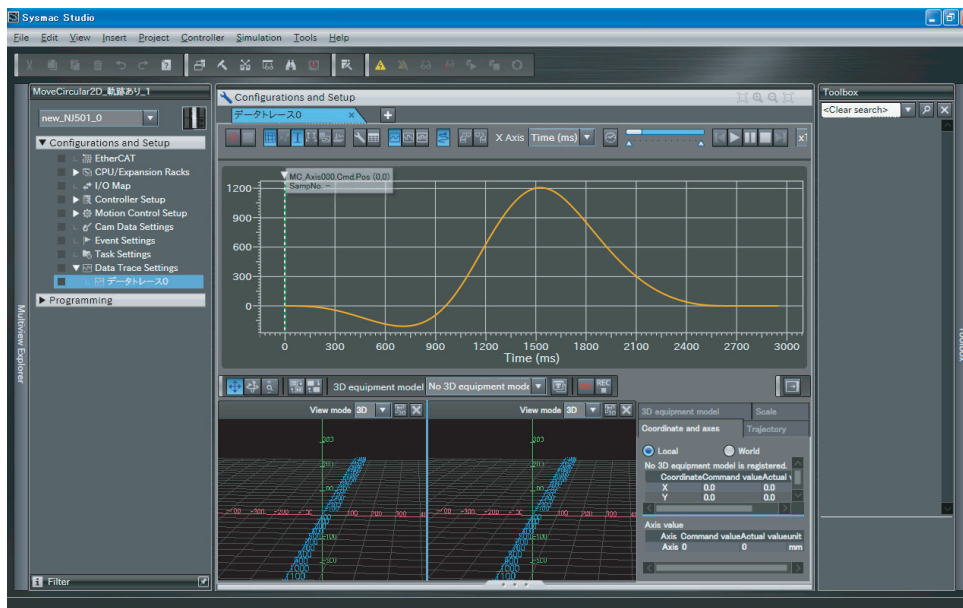 Sysmac Studio
File Edit View Insert Project Controller Simulation Tools Help
MoveCircular2D_軌跡あり_1
new_NJ501_0
Configurations and Setup
EtherCAT
CPU/Expansion Racks
I/O Map
Controller Setup
Motion Control Setup
Cam Data Settings
Event Settings
Task Settings
Data Trace Settings
データトレース0
Programming
Multiview Explorer
Filter
Configurations and Setup
データトレース0 ×
X Axis Time (ms) x1
MC_Axis000.Cmd.Pos (0,0)
SampNo. –
1200
900
600
300
0
0 300 600 900 1200 1500 1800 2100 2400 2700 3000
Time (ms)
3D equipment model No 3D equipment mode REC
View mode 3D
View mode 3D
3D equipment model Scale
Coordinate and axes Trajectory
Local World
No 3D equipment model is registered.
Coordinate Command value Actual v
X 0.0 0.0
Y 0.0 0.0
Axis value
Axis Command value Actual value unit
Axis 0 0 mm
Toolbox
<Clear search>
Toolbox